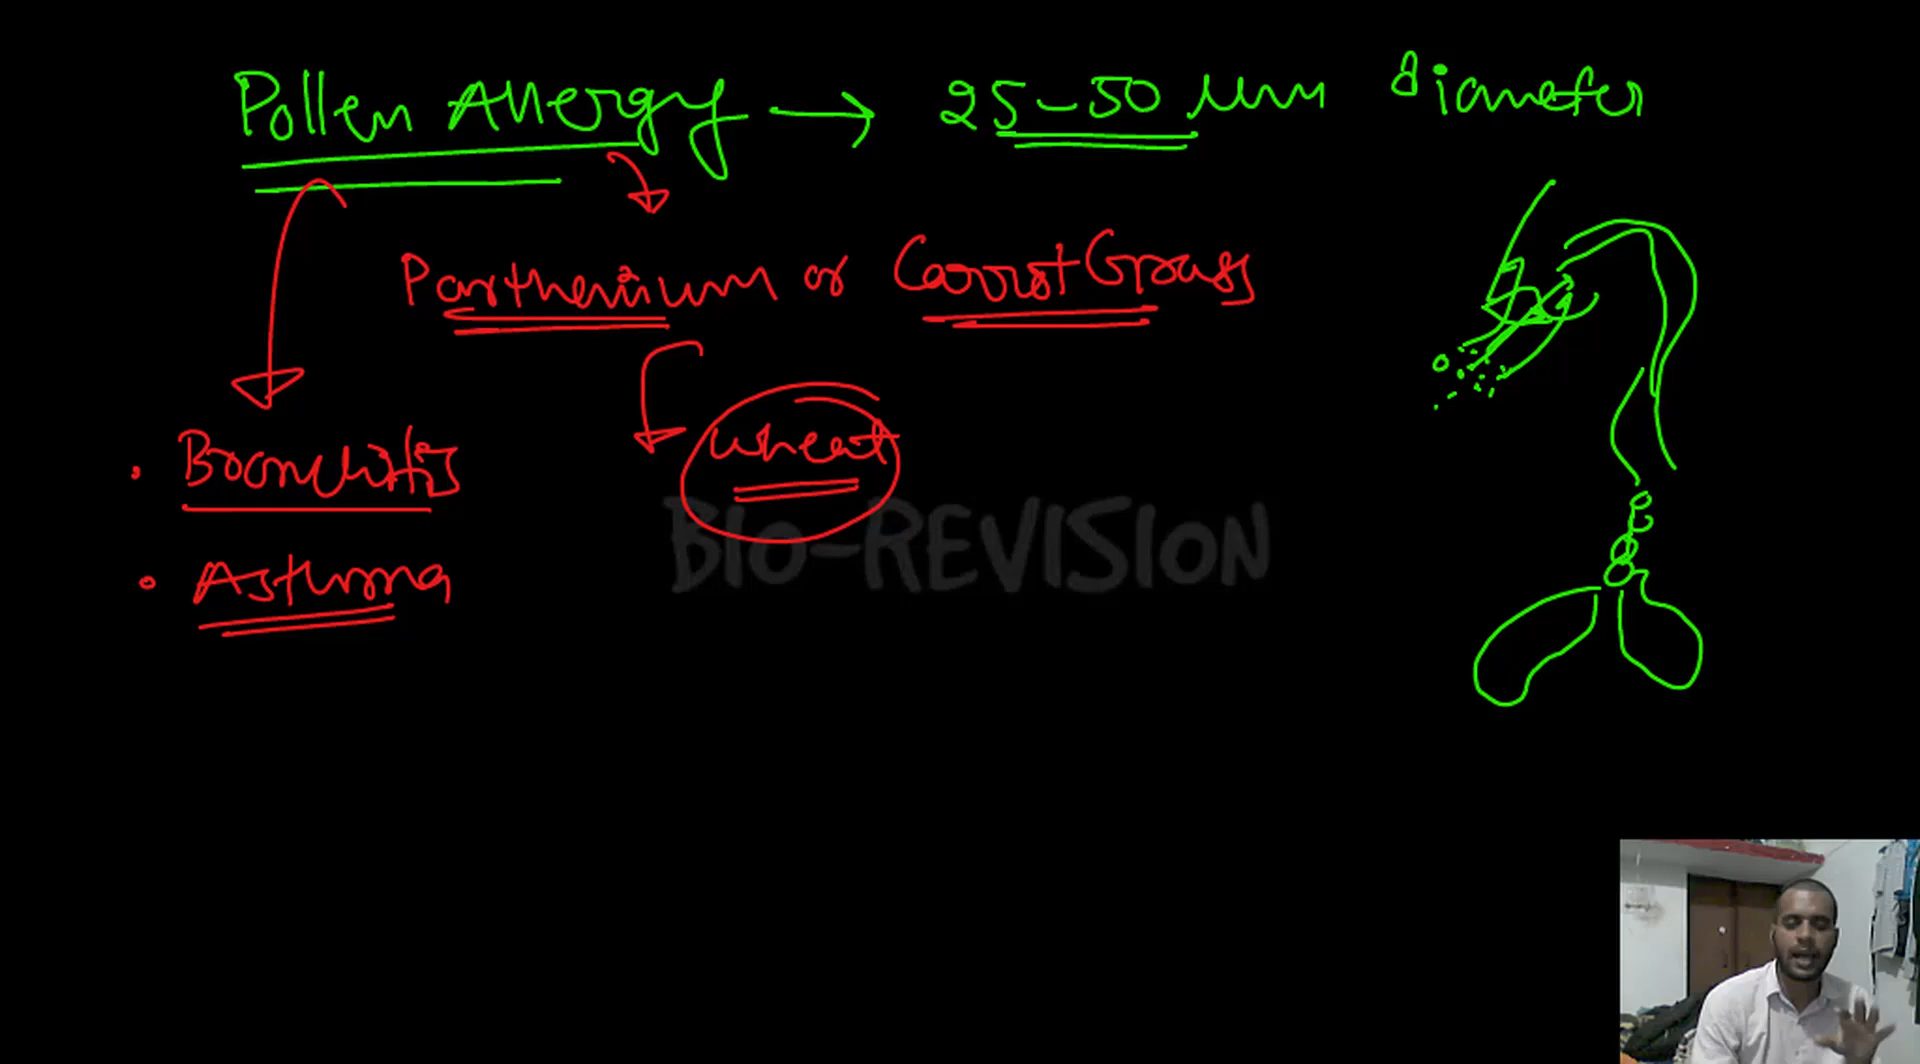 Pollen Allergy → 25-50 μm diameter
Parthenium or Carrot Grass
wheat
• Bronchitis
• Asthma
BIO-REVISION